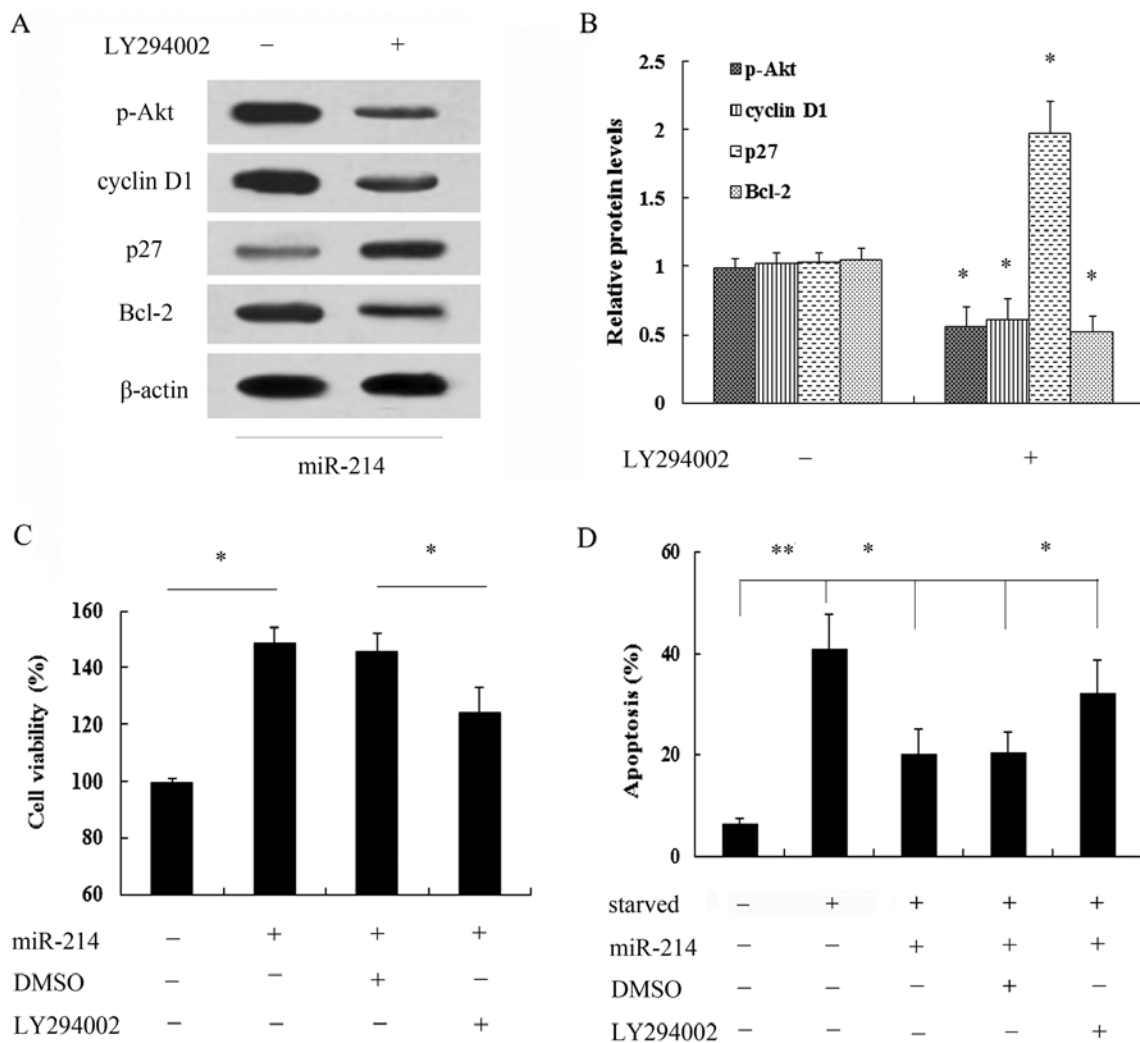 A
LY294002 – +
p-Akt
cyclin D1
p27
Bcl-2
β-actin
miR-214
B
Relative protein levels
2.5
2
1.5
1
0.5
0
p-Akt
cyclin D1
p27
Bcl-2
*
* * *
LY294002 – +
C
* *
Cell viability (%)
160
140
120
100
80
60
miR-214 – + + +
DMSO – – + –
LY294002 – – – +
D
** * *
Apoptosis (%)
60
40
20
0
starved – + + + +
miR-214 – – + + +
DMSO – – – + –
LY294002 – – – – +